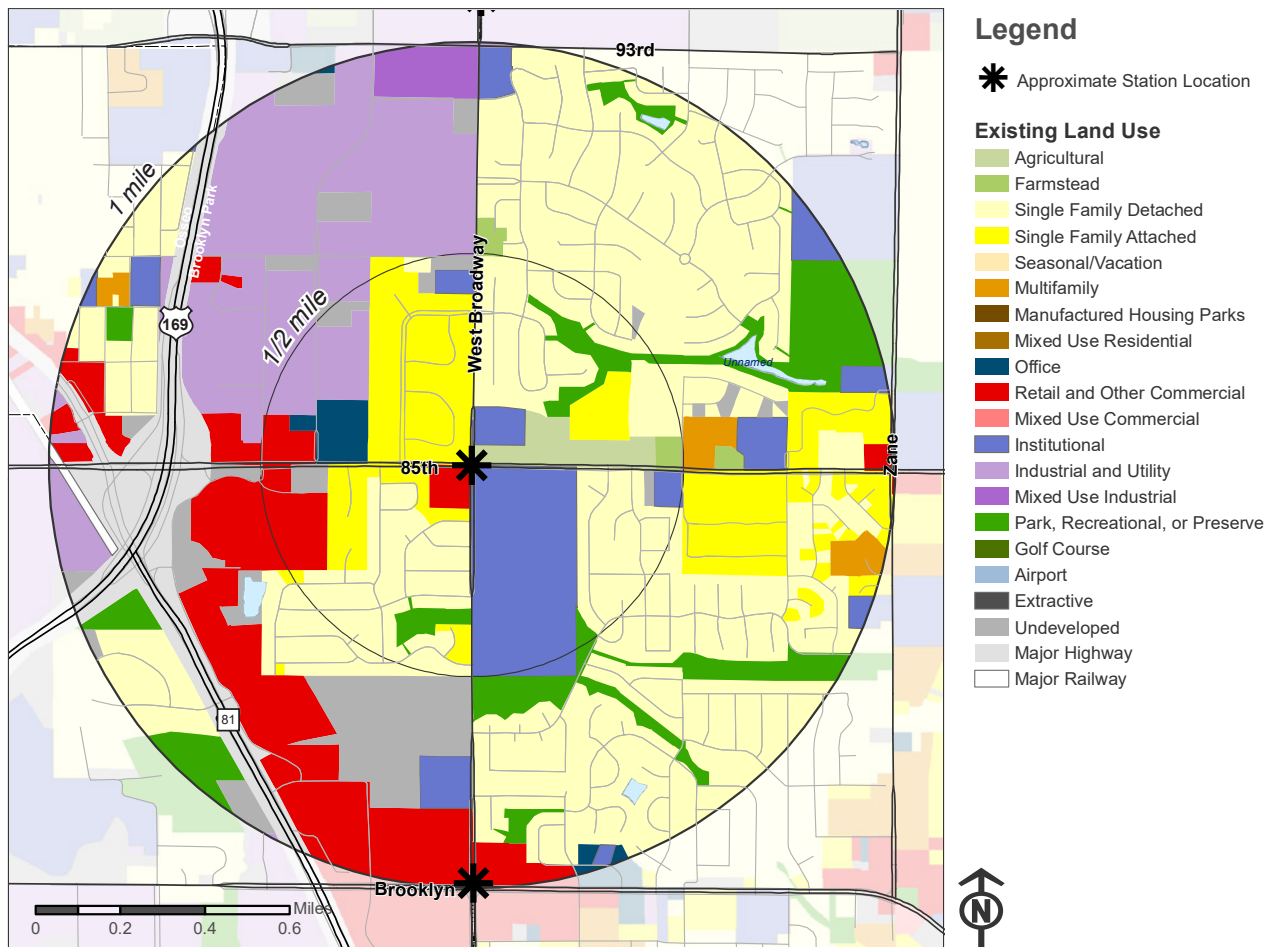 93rd
1 mile
Osseo
Brooklyn Park
West Broadway
1/2 mile
169
Unnamed
85th
Zane
81
Brooklyn
Miles
0 0.2 0.4 0.6
Legend
Approximate Station Location
Existing Land Use
Agricultural
Farmstead
Single Family Detached
Single Family Attached
Seasonal/Vacation
Multifamily
Manufactured Housing Parks
Mixed Use Residential
Office
Retail and Other Commercial
Mixed Use Commercial
Institutional
Industrial and Utility
Mixed Use Industrial
Park, Recreational, or Preserve
Golf Course
Airport
Extractive
Undeveloped
Major Highway
Major Railway
N